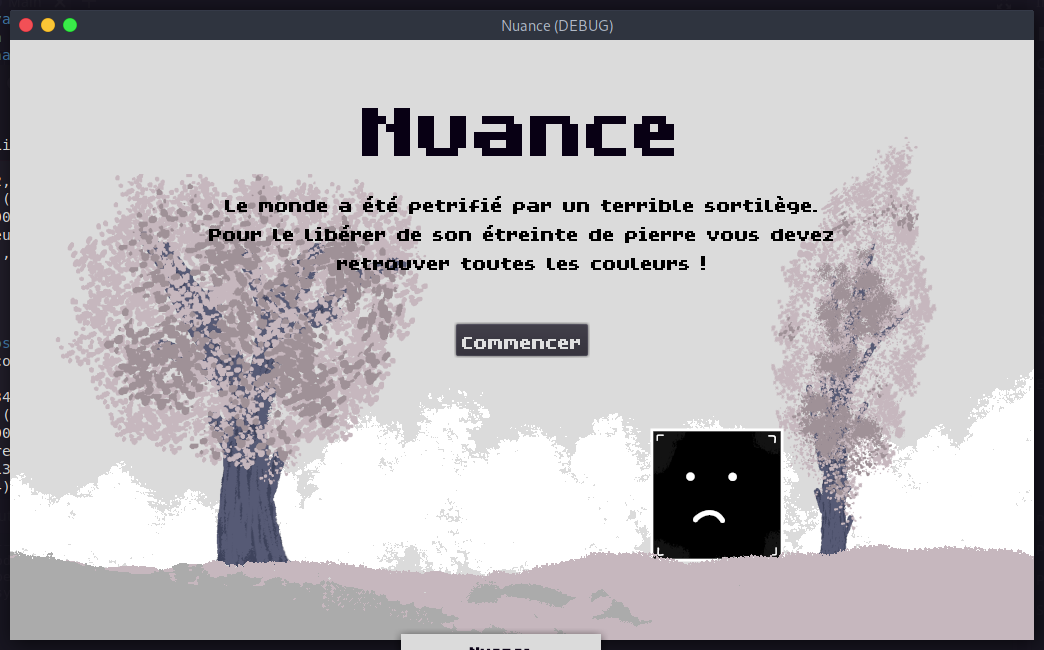 Nuance (DEBUG)
Nuance
Le monde a été petrifié par un terrible sortilège.
Pour le libérer de son étreinte de pierre vous devez
retrouver toutes les couleurs !
Commencer